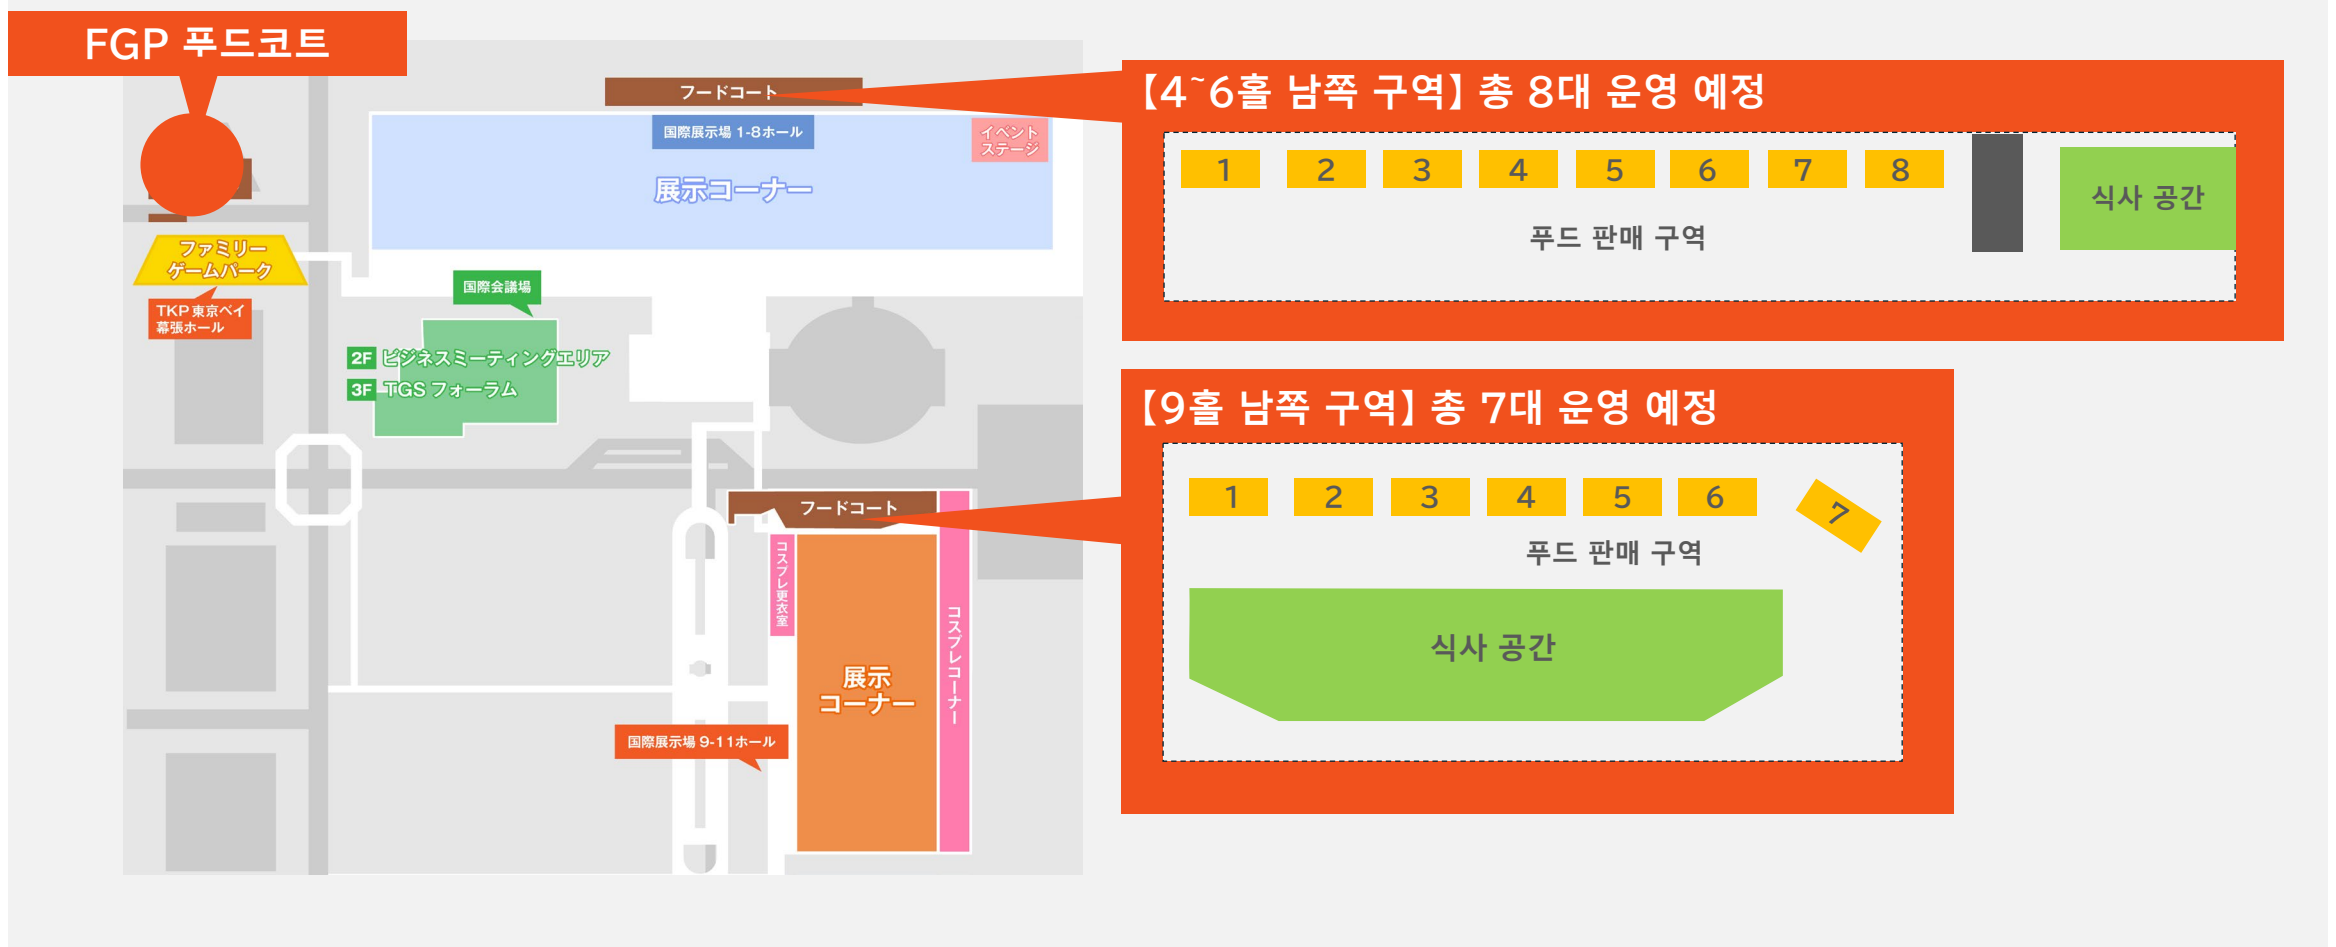 FGP 푸드코트
フードコート
国際展示場 1-8ホール
イベント
ステージ
展示コーナー
ファミリー
ゲームパーク
TKP東京ベイ
幕張ホール
国際会議場
2F ビジネスミーティングエリア
3F TGSフォーラム
フードコート
コスプレ更衣室
コスプレコーナー
展示
コーナー
国際展示場 9-11ホール
【4~6홀 남쪽 구역】 총 8대 운영 예정
1 2 3 4 5 6 7 8
식사 공간
푸드 판매 구역
【9홀 남쪽 구역】 총 7대 운영 예정
1 2 3 4 5 6 7
푸드 판매 구역
식사 공간